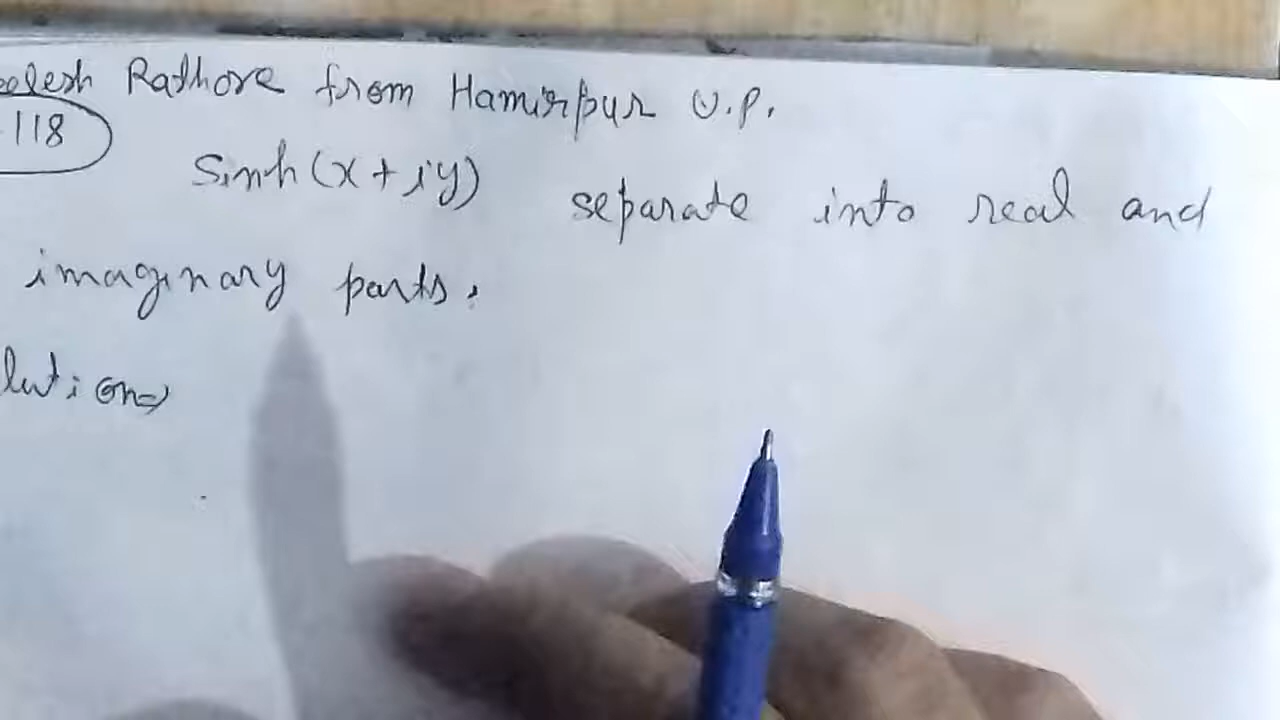 Rathore from Hamirpur U.P.
118
Sinh(x+iy) separate into real and
imaginary parts.